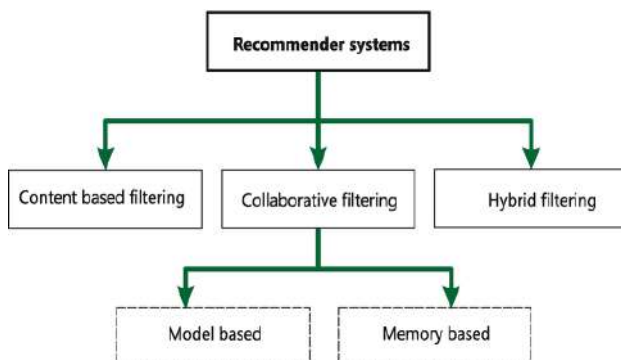 Recommender systems
Content based filtering
Collaborative filtering
Hybrid filtering
Model based
Memory based